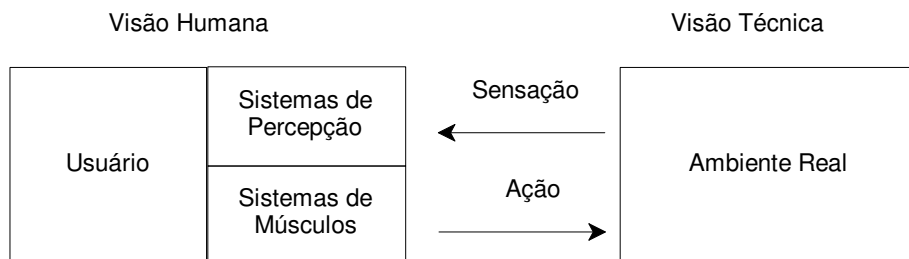 Visão Humana
Visão Técnica
Usuário
Sistemas de
Percepção
Sistemas de
Músculos
Sensação
Ação
Ambiente Real